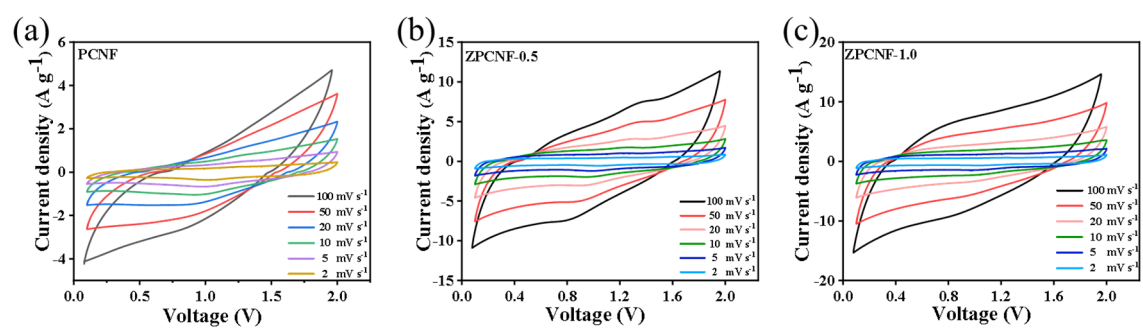 (a)
PCNF
Current density (A g⁻¹)
6
4
2
0
-2
-4
0.0
0.5
1.0
1.5
2.0
Voltage (V)
100 mV s⁻¹
50 mV s⁻¹
20 mV s⁻¹
10 mV s⁻¹
5 mV s⁻¹
2 mV s⁻¹
(b)
ZPCNF-0.5
Current density (A g⁻¹)
15
10
5
0
-5
-10
-15
0.0
0.4
0.8
1.2
1.6
2.0
Voltage (V)
100 mV s⁻¹
50 mV s⁻¹
20 mV s⁻¹
10 mV s⁻¹
5 mV s⁻¹
2 mV s⁻¹
(c)
ZPCNF-1.0
Current density (A g⁻¹)
20
10
0
-10
-20
0.0
0.4
0.8
1.2
1.6
2.0
Voltage (V)
100 mV s⁻¹
50 mV s⁻¹
20 mV s⁻¹
10 mV s⁻¹
5 mV s⁻¹
2 mV s⁻¹